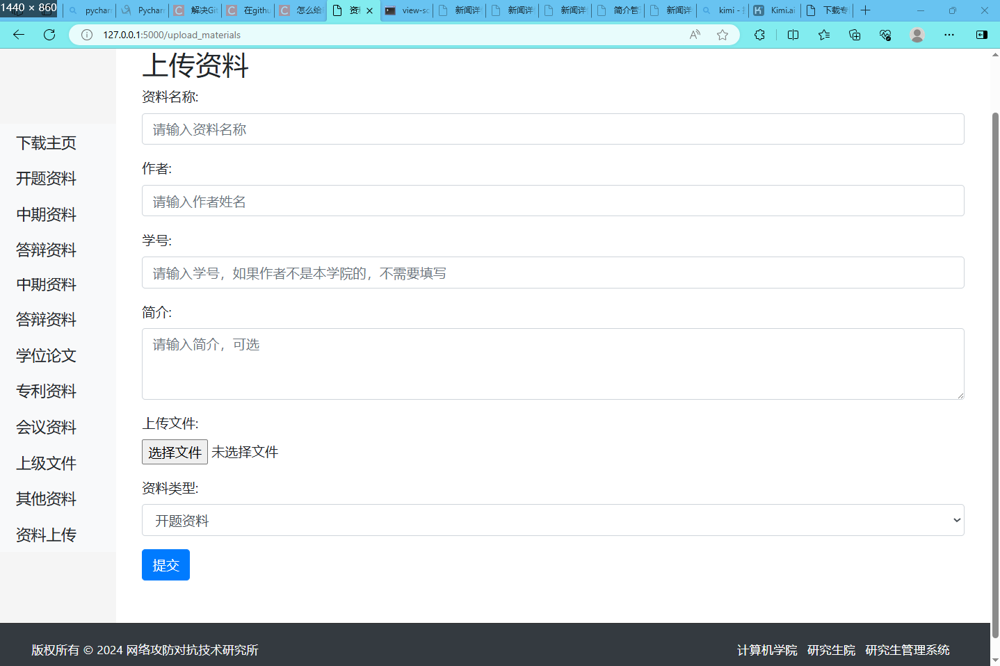 1440 × 860
pychar
Pychar
解决Git
在githu
怎么给
资
view-sc
新闻详
新闻详
新闻详
简介管
新闻详
kimi -
Kimi.ai
下载专
127.0.0.1:5000/upload_materials
上传资料
资料名称:
请输入资料名称
作者:
请输入作者姓名
学号:
请输入学号，如果作者不是本学院的，不需要填写
简介:
请输入简介，可选
上传文件:
选择文件 未选择文件
资料类型:
开题资料
提交
下载主页
开题资料
中期资料
答辩资料
中期资料
答辩资料
学位论文
专利资料
会议资料
上级文件
其他资料
资料上传
版权所有 © 2024 网络攻防对抗技术研究所
计算机学院 研究生院 研究生管理系统